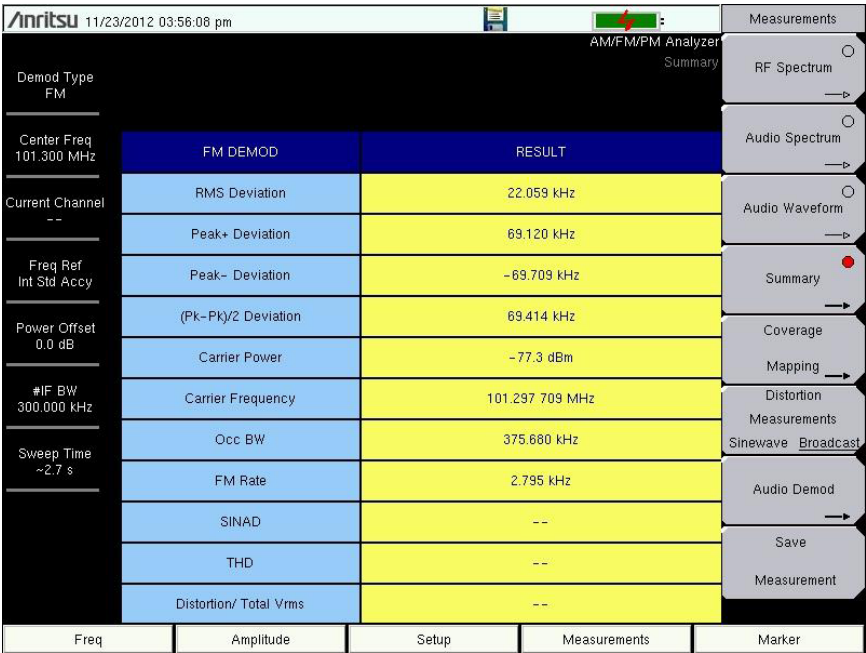 /Inritsu 11/23/2012 03:56:08 pm
AM/FM/PM Analyzer
Summary
Demod Type
FM
Center Freq
101.300 MHz
Current Channel
--
Freq Ref
Int Std Accy
Power Offset
0.0 dB
#IF BW
300.000 kHz
Sweep Time
~2.7 s
FM DEMOD RESULT
RMS Deviation 22.059 kHz
Peak+ Deviation 69.120 kHz
Peak- Deviation -69.709 kHz
(Pk-Pk)/2 Deviation 69.414 kHz
Carrier Power -77.3 dBm
Carrier Frequency 101.297 709 MHz
Occ BW 375.680 kHz
FM Rate 2.795 kHz
SINAD --
THD --
Distortion/ Total Vrms --
Measurements
RF Spectrum
Audio Spectrum
Audio Waveform
Summary
Coverage
Mapping
Distortion
Measurements
Sinewave Broadcast
Audio Demod
Save
Measurement
Freq Amplitude Setup Measurements Marker